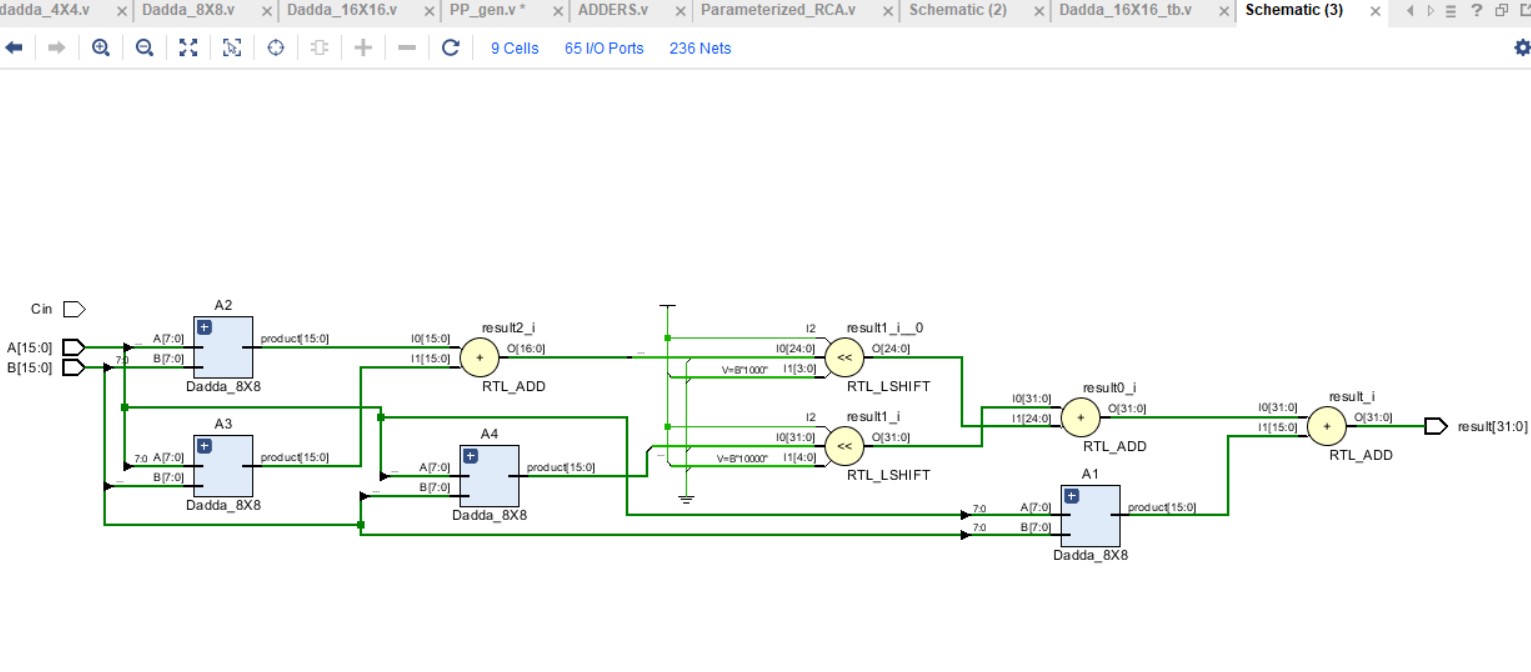 dadda_4X4.v Dadda_8X8.v Dadda_16X16.v PP_gen.v * ADDERS.v Parameterized_RCA.v Schematic (2) Dadda_16X16_tb.v Schematic (3)
9 Cells 65 I/O Ports 236 Nets
Cin
A[15:0]
B[15:0]
7:0
A2
A[7:0]
B[7:0]
product[15:0]
Dadda_8X8
A3
7:0 A[7:0]
... B[7:0]
product[15:0]
Dadda_8X8
result2_i
I0[15:0]
I1[15:0]
+
O[16:0]
RTL_ADD
A4
... A[7:0]
... B[7:0]
product[15:0]
Dadda_8X8
...
result1_i__0
I2
I0[24:0]
V=B"1000" I1[3:0]
<<
O[24:0]
RTL_LSHIFT
result1_i
I2
I0[31:0]
... V=B"10000" I1[4:0]
<<
O[31:0]
RTL_LSHIFT
result0_i
I0[31:0]
I1[24:0]
+
O[31:0]
RTL_ADD
A1
7:0 A[7:0]
7:0 B[7:0]
product[15:0]
Dadda_8X8
result_i
I0[31:0]
I1[15:0]
+
O[31:0]
RTL_ADD
result[31:0]